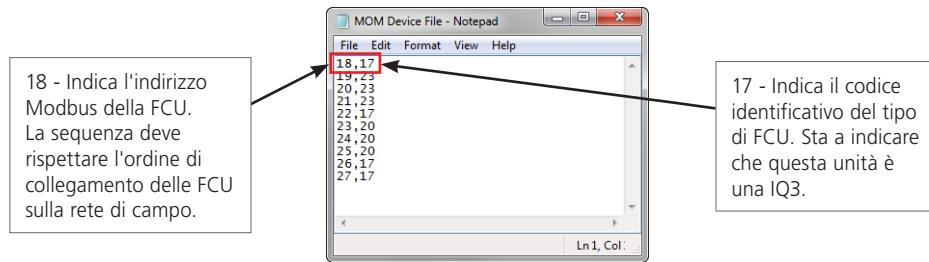 18 - Indica l'indirizzo
Modbus della FCU.
La sequenza deve
rispettare l'ordine di
collegamento delle FCU
sulla rete di campo.
MOM Device File - Notepad
File Edit Format View Help
18,17
19,23
20,23
21,23
22,17
23,20
24,20
25,20
26,17
27,17
Ln 1, Col
17 - Indica il codice
identificativo del tipo
di FCU. Sta a indicare
che questa unità è
una IQ3.